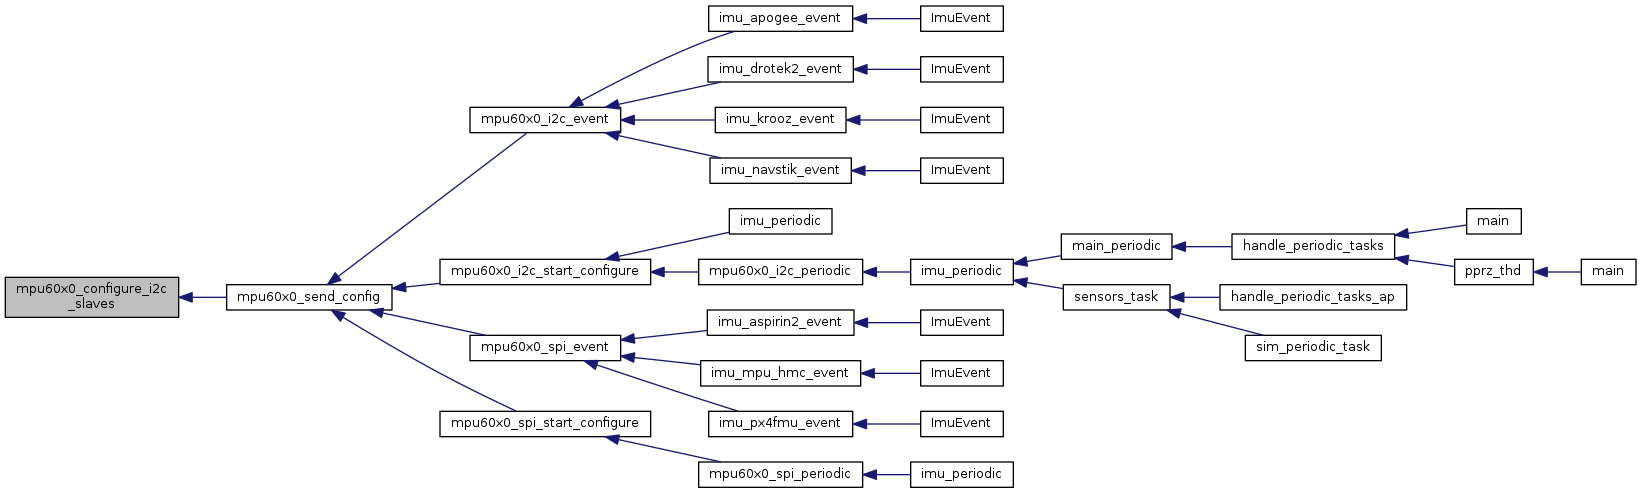 imu_apogee_event
ImuEvent
imu_drotek2_event
ImuEvent
mpu60x0_i2c_event
imu_krooz_event
ImuEvent
imu_navstik_event
ImuEvent
imu_periodic
main
main_periodic
handle_periodic_tasks
mpu60x0_i2c_start_configure
mpu60x0_i2c_periodic
imu_periodic
pprz_thd
main
mpu60x0_configure_i2c
_slaves
mpu60x0_send_config
sensors_task
handle_periodic_tasks_ap
imu_aspirin2_event
ImuEvent
mpu60x0_spi_event
sim_periodic_task
imu_mpu_hmc_event
ImuEvent
mpu60x0_spi_start_configure
imu_px4fmu_event
ImuEvent
mpu60x0_spi_periodic
imu_periodic